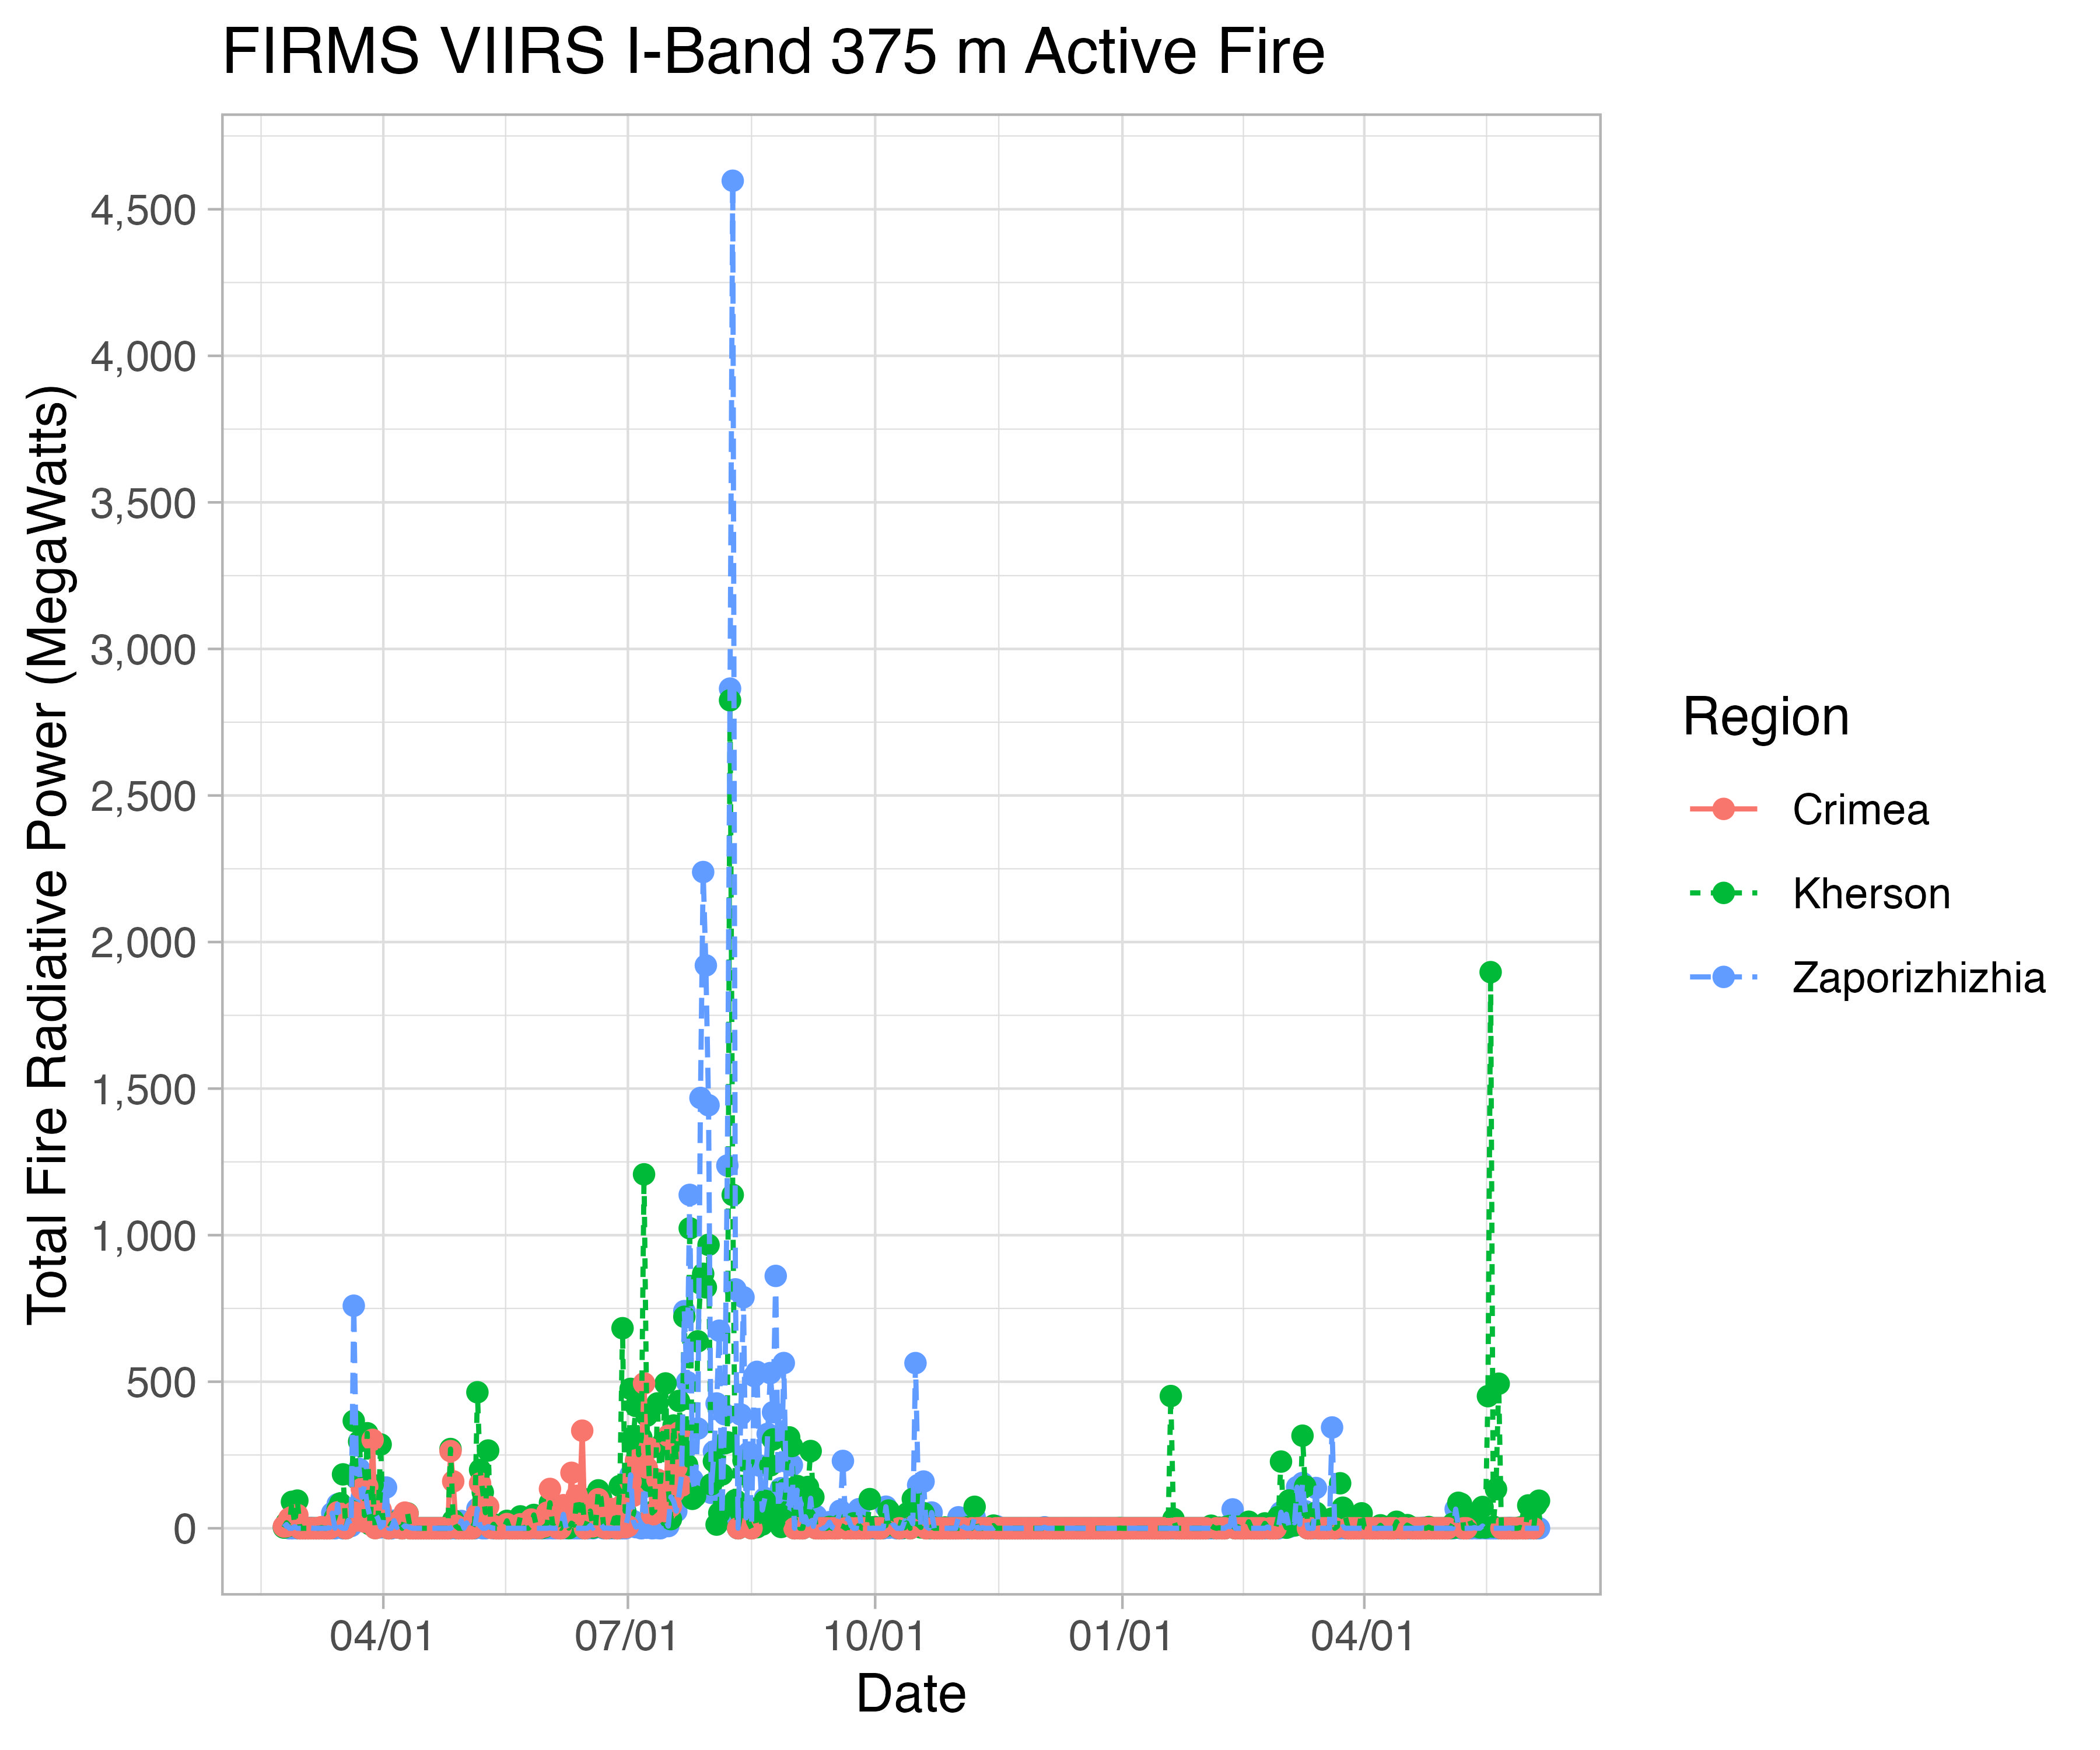 FIRMS VIIRS I-Band 375 m Active Fire
Total Fire Radiative Power (MegaWatts)
4,500
4,000
3,500
3,000
2,500
2,000
1,500
1,000
500
0
04/01
07/01
10/01
01/01
04/01
Date
Region
Crimea
Kherson
Zaporizhizhia